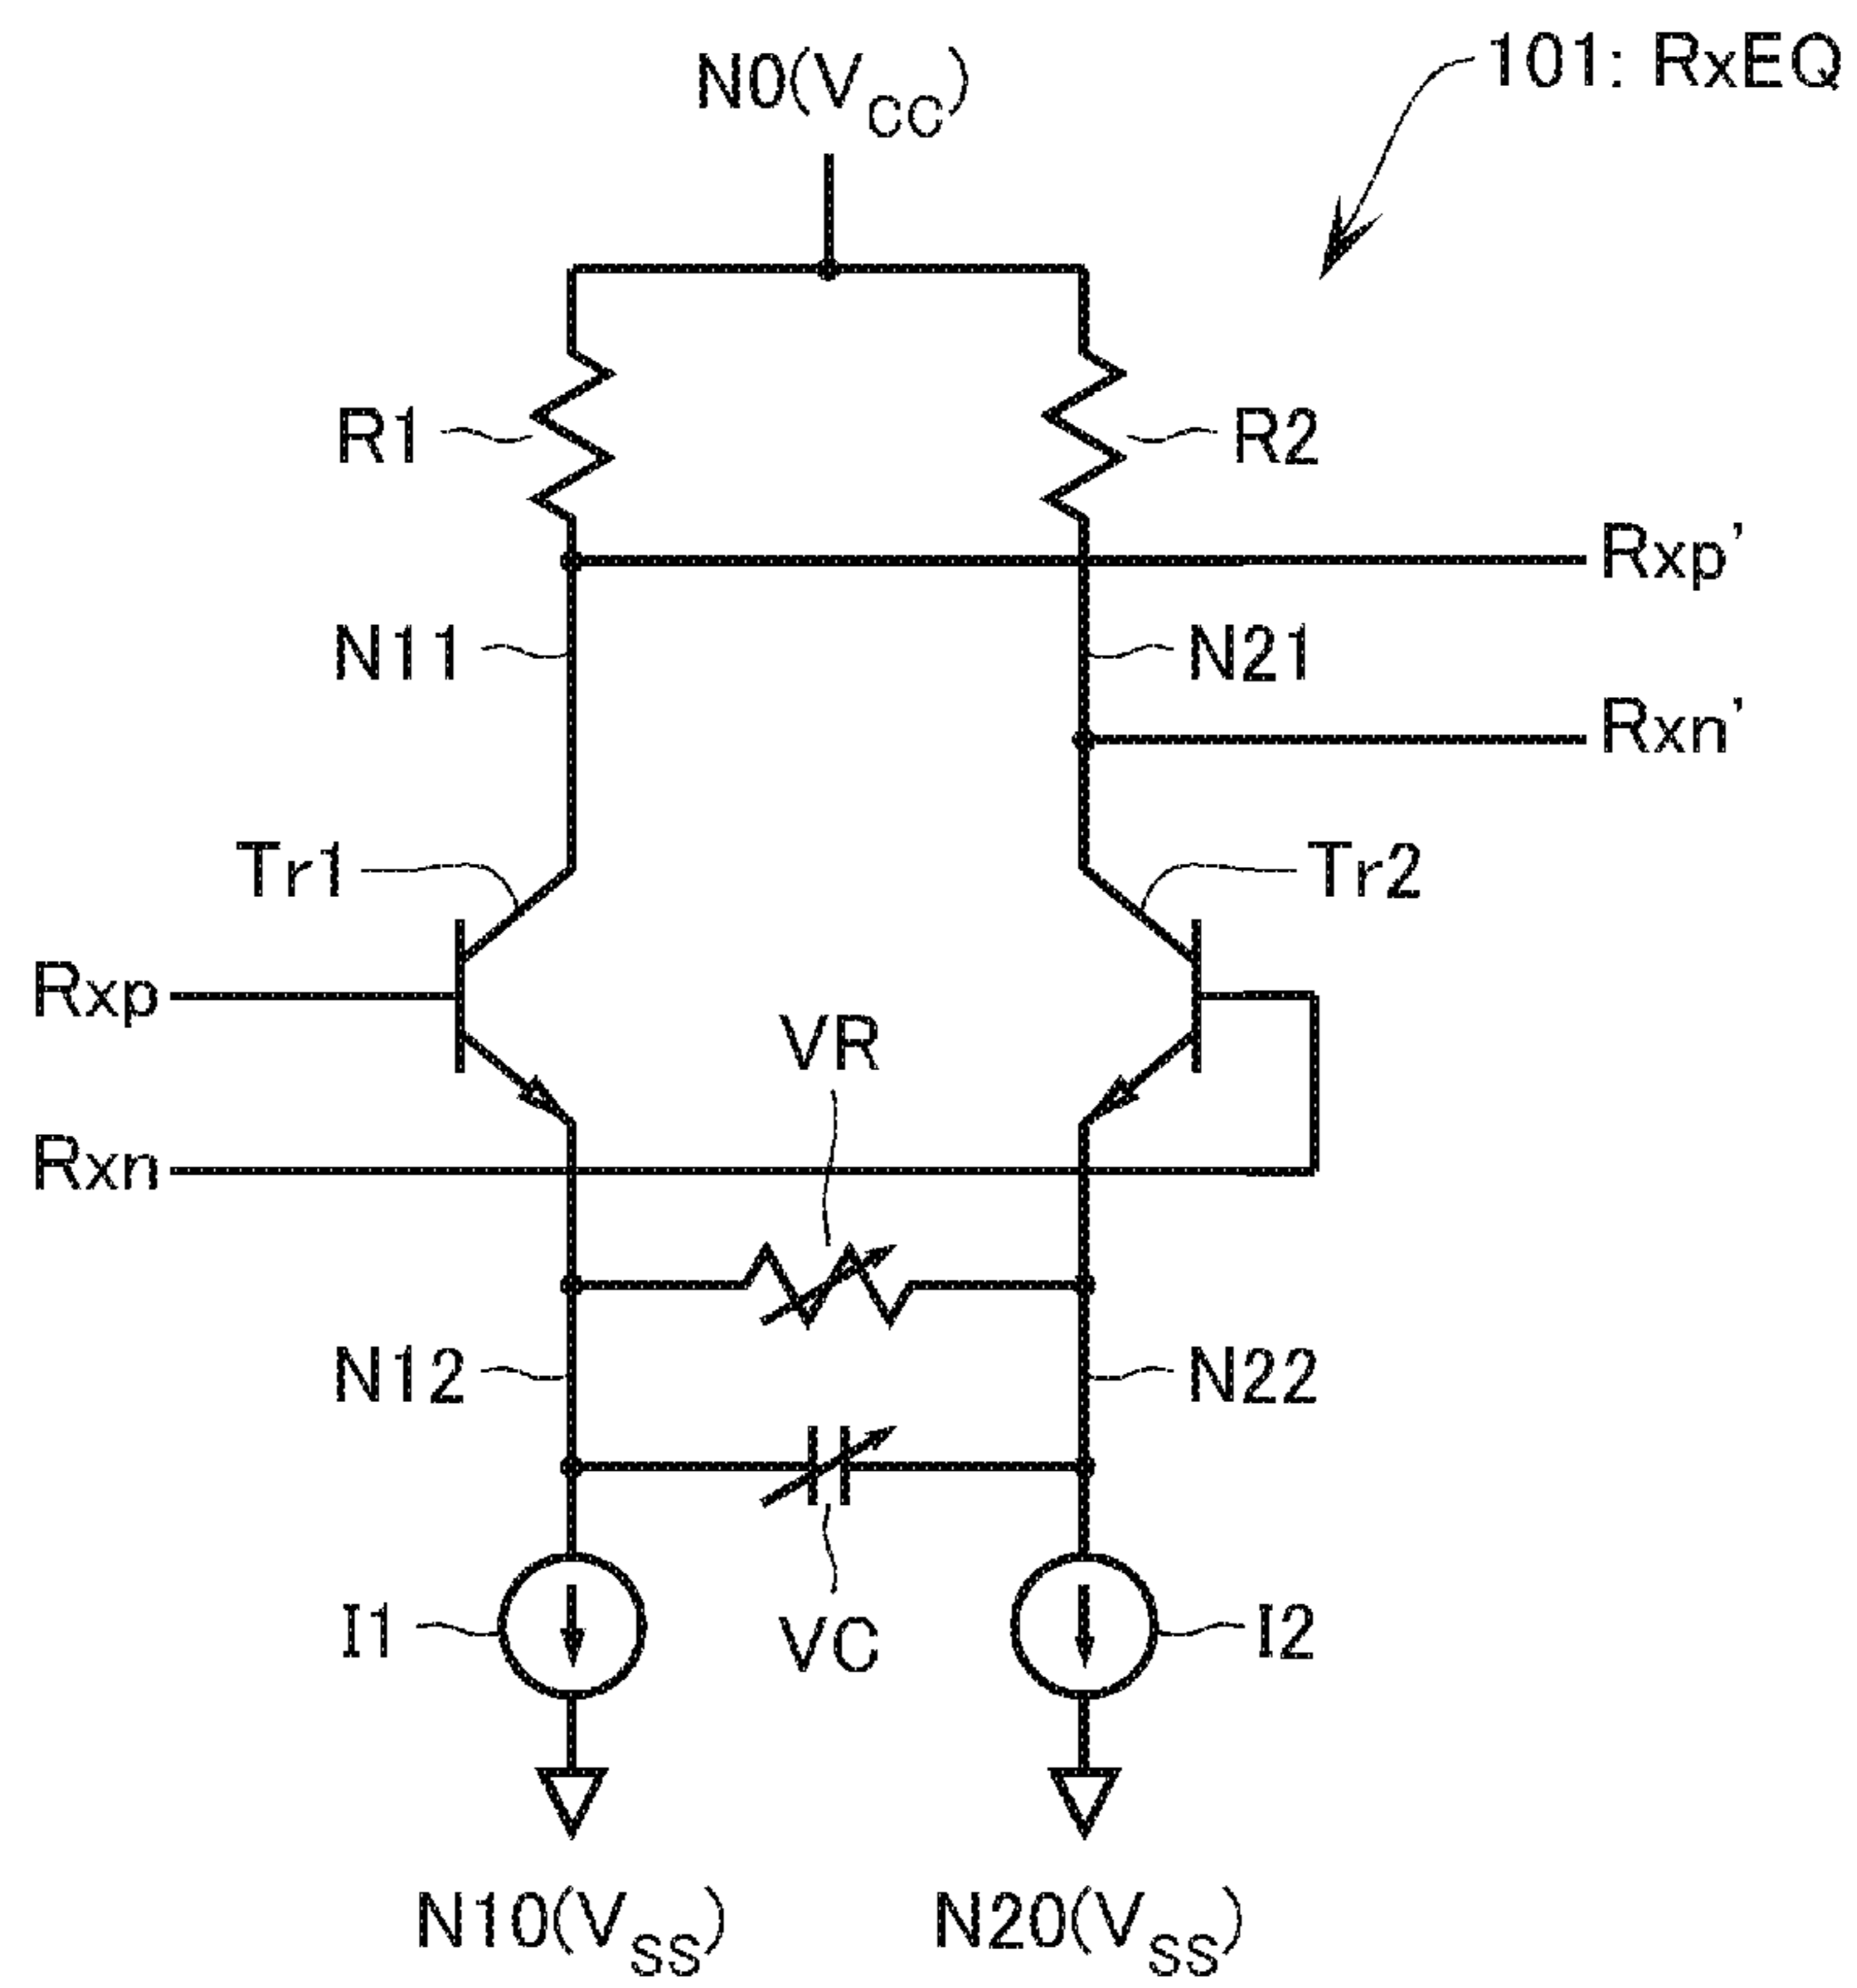 101: RxEQ
N0(VCC)
R1
R2
Rxp'
N11
N21
Rxn'
Tr1
Tr2
Rxp
VR
Rxn
N12
N22
I1
VC
I2
N10(VSS)
N20(VSS)